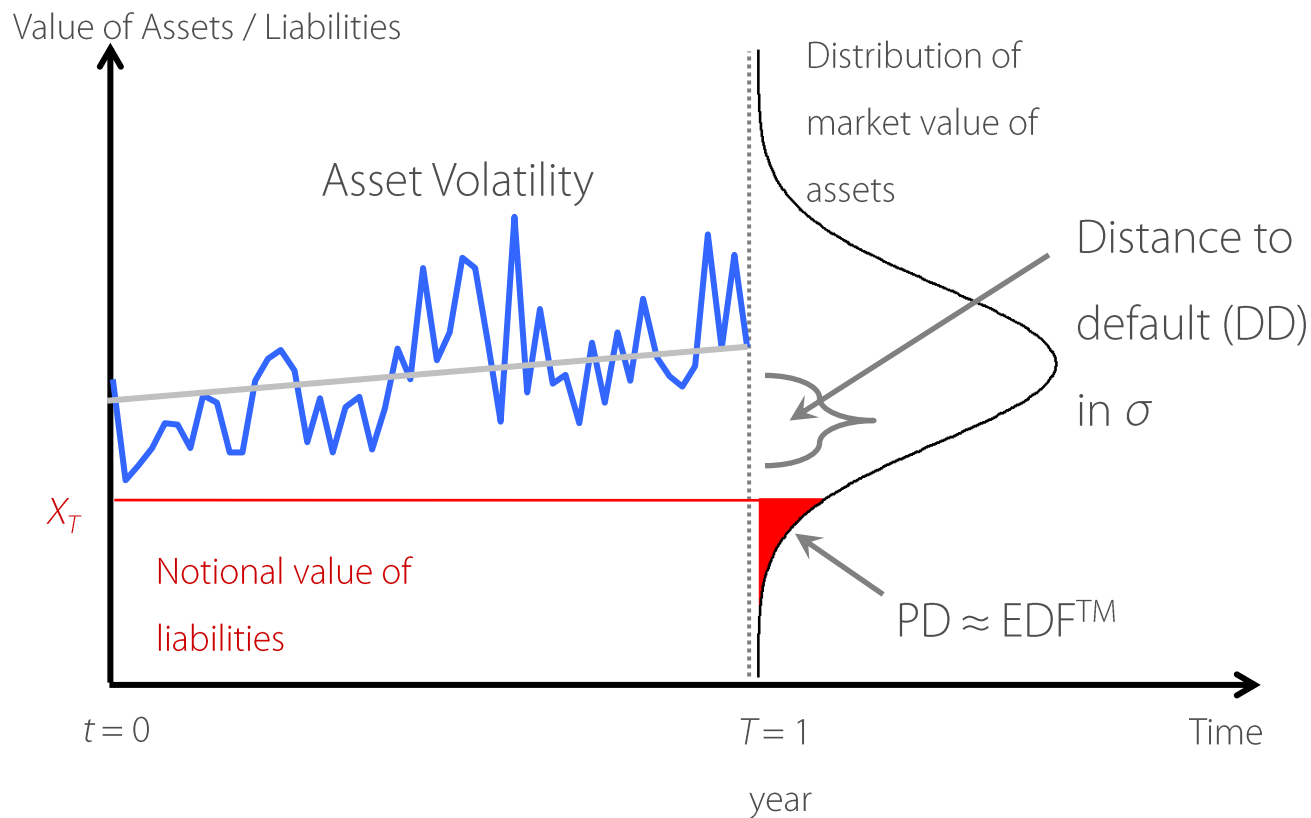 Value of Assets / Liabilities
Distribution of
market value of
assets
Asset Volatility
Distance to
default (DD)
in σ
X_T
Notional value of
liabilities
PD ≈ EDF™
t = 0
T = 1
year
Time